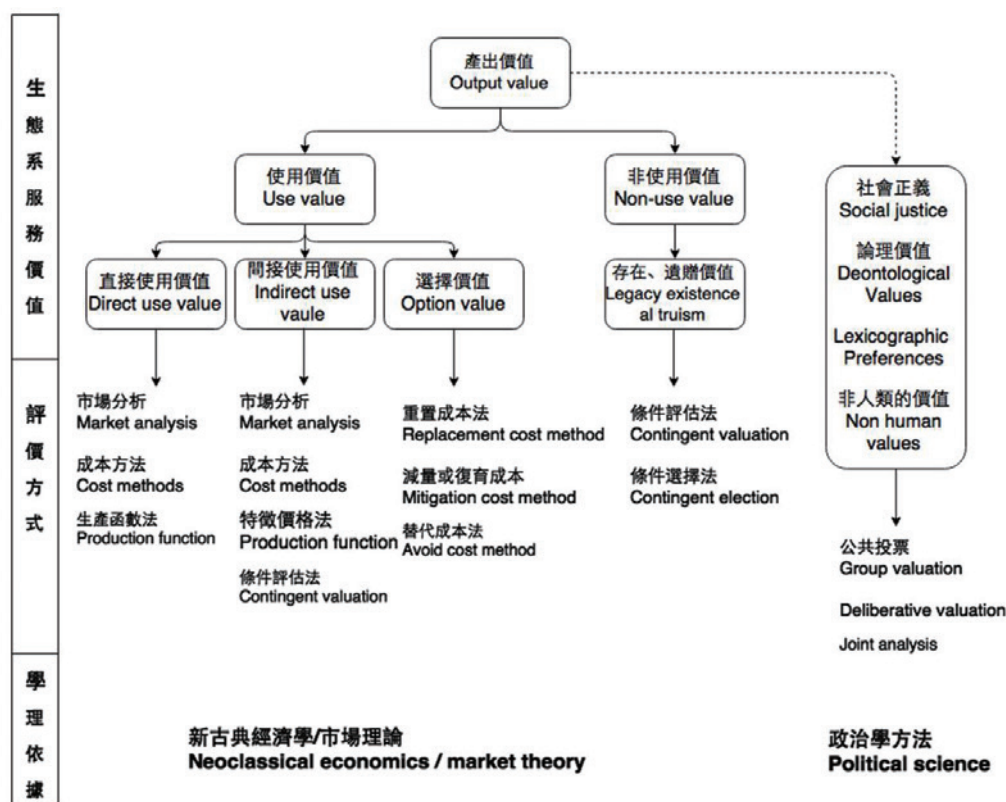 生態系服務價值
產出價值
Output value
使用價值
Use value
非使用價值
Non-use value
直接使用價值
Direct use value
間接使用價值
Indirect use
vaule
選擇價值
Option value
存在、遺贈價值
Legacy existence
al truism
社會正義
Social justice
論理價值
Deontological
Values
Lexicographic
Preferences
非人類的價值
Non human
values
評價方式
市場分析
Market analysis
成本方法
Cost methods
生產函數法
Production function
市場分析
Market analysis
成本方法
Cost methods
特徵價格法
Production function
條件評估法
Contingent valuation
重置成本法
Replacement cost method
減量或復育成本
Mitigation cost method
替代成本法
Avoid cost method
條件評估法
Contingent valuation
條件選擇法
Contingent election
公共投票
Group valuation
Deliberative valuation
Joint analysis
學理依據
新古典經濟學/市場理論
Neoclassical economics / market theory
政治學方法
Political science